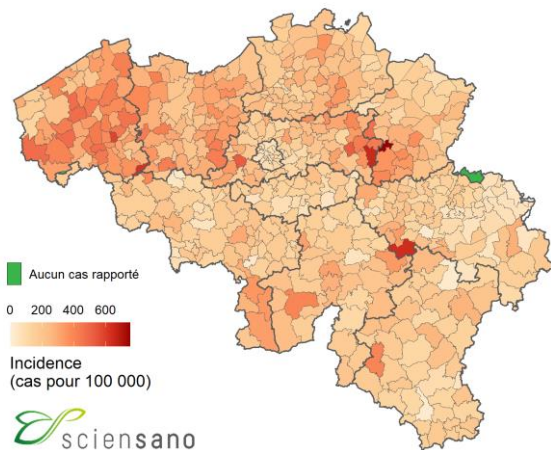 Aucun cas rapporté
0 200 400 600
Incidence
(cas pour 100 000)
sciensano